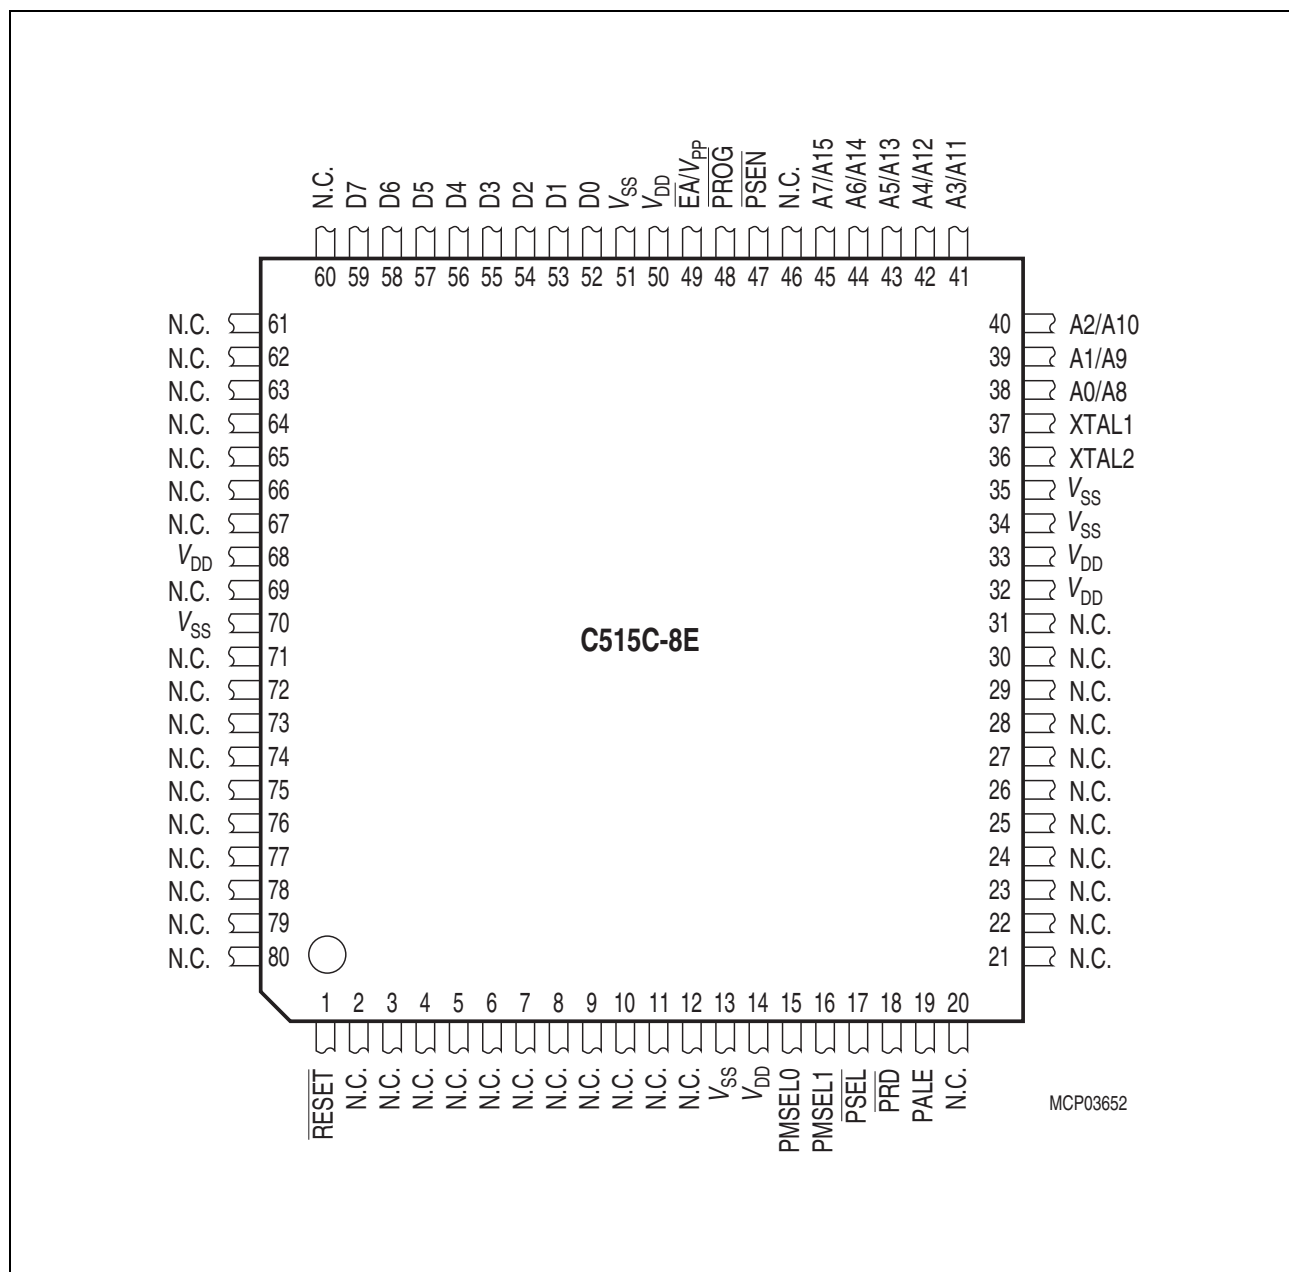 N.C. D7 D6 D5 D4 D3 D2 D1 D0 VSS VDD EA/VPP PROG PSEN N.C. A7/A15 A6/A14 A5/A13 A4/A12 A3/A11
60 59 58 57 56 55 54 53 52 51 50 49 48 47 46 45 44 43 42 41
N.C. 61 40 A2/A10
N.C. 62 39 A1/A9
N.C. 63 38 A0/A8
N.C. 64 37 XTAL1
N.C. 65 36 XTAL2
N.C. 66 35 VSS
N.C. 67 34 VSS
VDD 68 33 VDD
N.C. 69 32 VDD
VSS 70 31 N.C.
C515C-8E
N.C. 71 30 N.C.
N.C. 72 29 N.C.
N.C. 73 28 N.C.
N.C. 74 27 N.C.
N.C. 75 26 N.C.
N.C. 76 25 N.C.
N.C. 77 24 N.C.
N.C. 78 23 N.C.
N.C. 79 22 N.C.
N.C. 80 21 N.C.
1 2 3 4 5 6 7 8 9 10 11 12 13 14 15 16 17 18 19 20
RESET N.C. N.C. N.C. N.C. N.C. N.C. N.C. N.C. N.C. N.C. N.C. VSS VDD PMSEL0 PMSEL1 PSEL PRD PALE N.C.
MCP03652